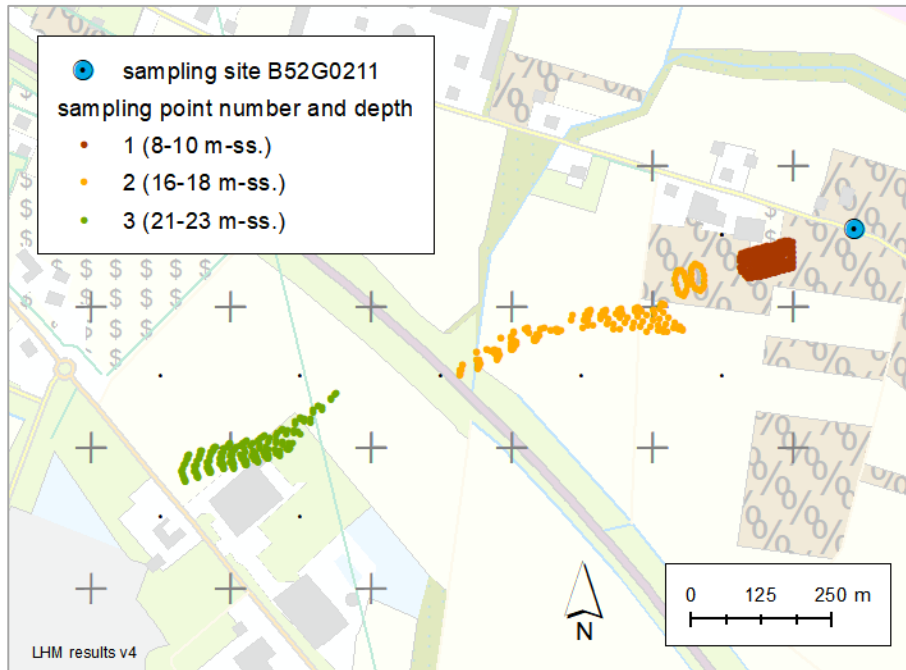 sampling site B52G0211
sampling point number and depth
1 (8-10 m-ss.)
2 (16-18 m-ss.)
3 (21-23 m-ss.)
N
0 125 250 m
LHM results v4